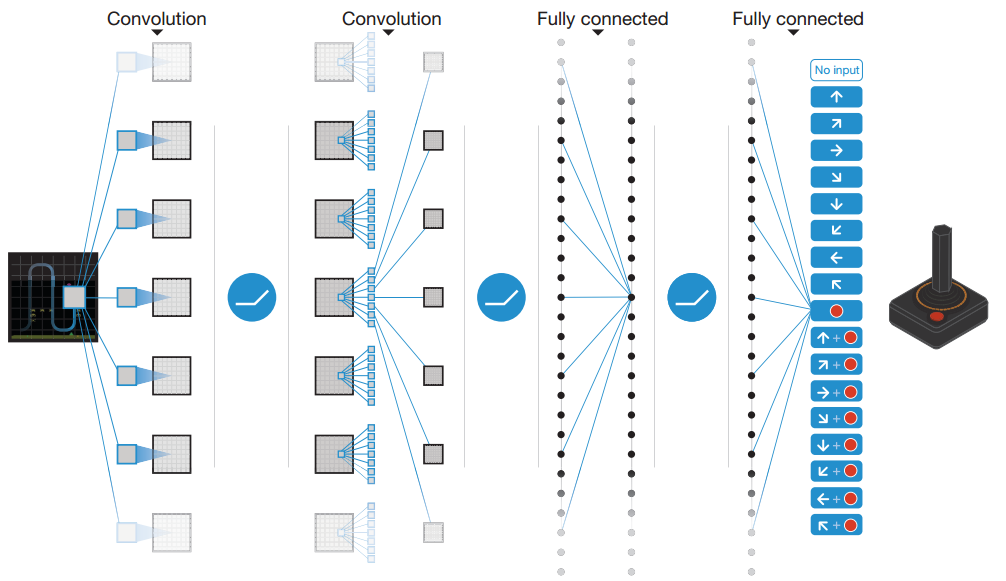 Convolution
Convolution
Fully connected
Fully connected
No input